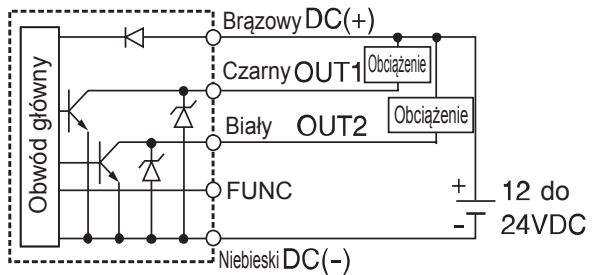 Brązowy DC(+)
Czarny OUT1
Obciążenie
Obwód główny
Biały OUT2
Obciążenie
FUNC
+ 12 do
- 24VDC
Niebieski DC(-)